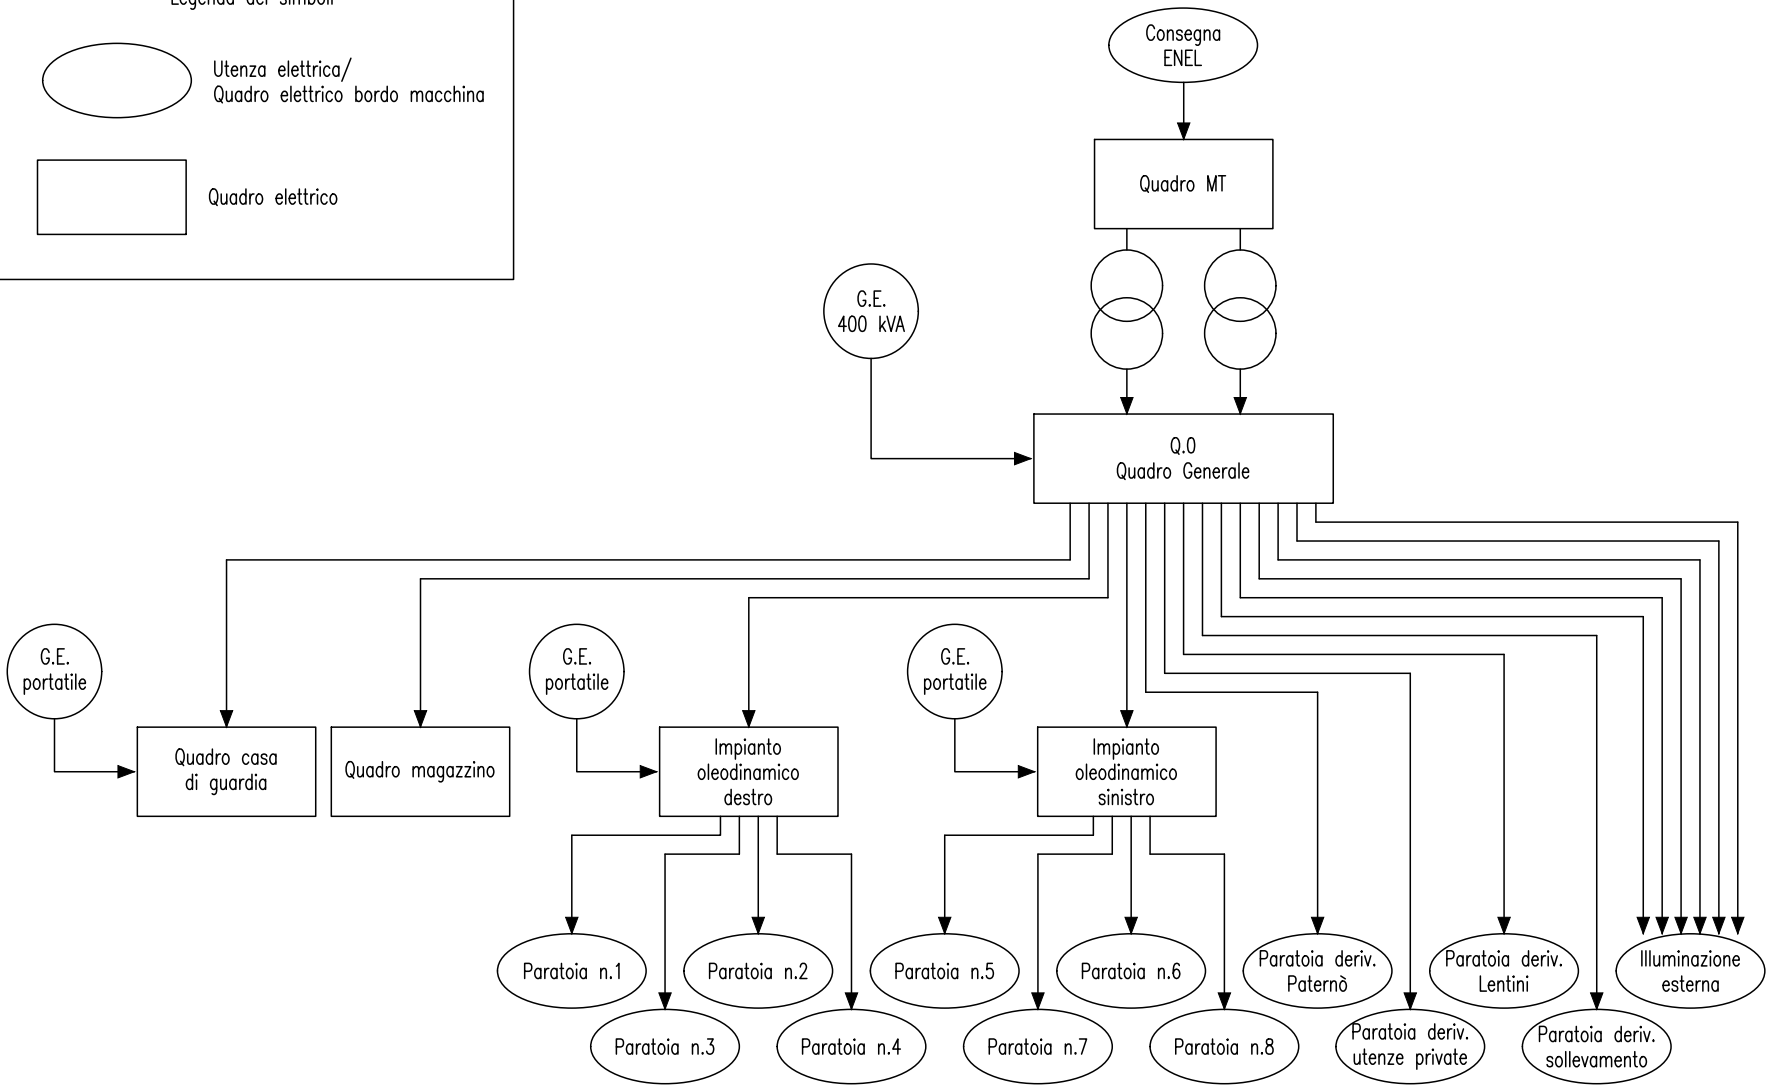 Legenda dei simboli
Utenza elettrica/
Quadro elettrico bordo macchina
Quadro elettrico
Consegna
ENEL
Quadro MT
G.E.
400 kVA
Q.0
Quadro Generale
G.E.
portatile
G.E.
portatile
G.E.
portatile
Quadro casa
di guardia
Quadro magazzino
Impianto
oleodinamico
destro
Impianto
oleodinamico
sinistro
Paratoia n.1
Paratoia n.2
Paratoia n.5
Paratoia n.6
Paratoia deriv.
Paternò
Paratoia deriv.
Lentini
Illuminazione
esterna
Paratoia n.3
Paratoia n.4
Paratoia n.7
Paratoia n.8
Paratoia deriv.
utenze private
Paratoia deriv.
sollevamento